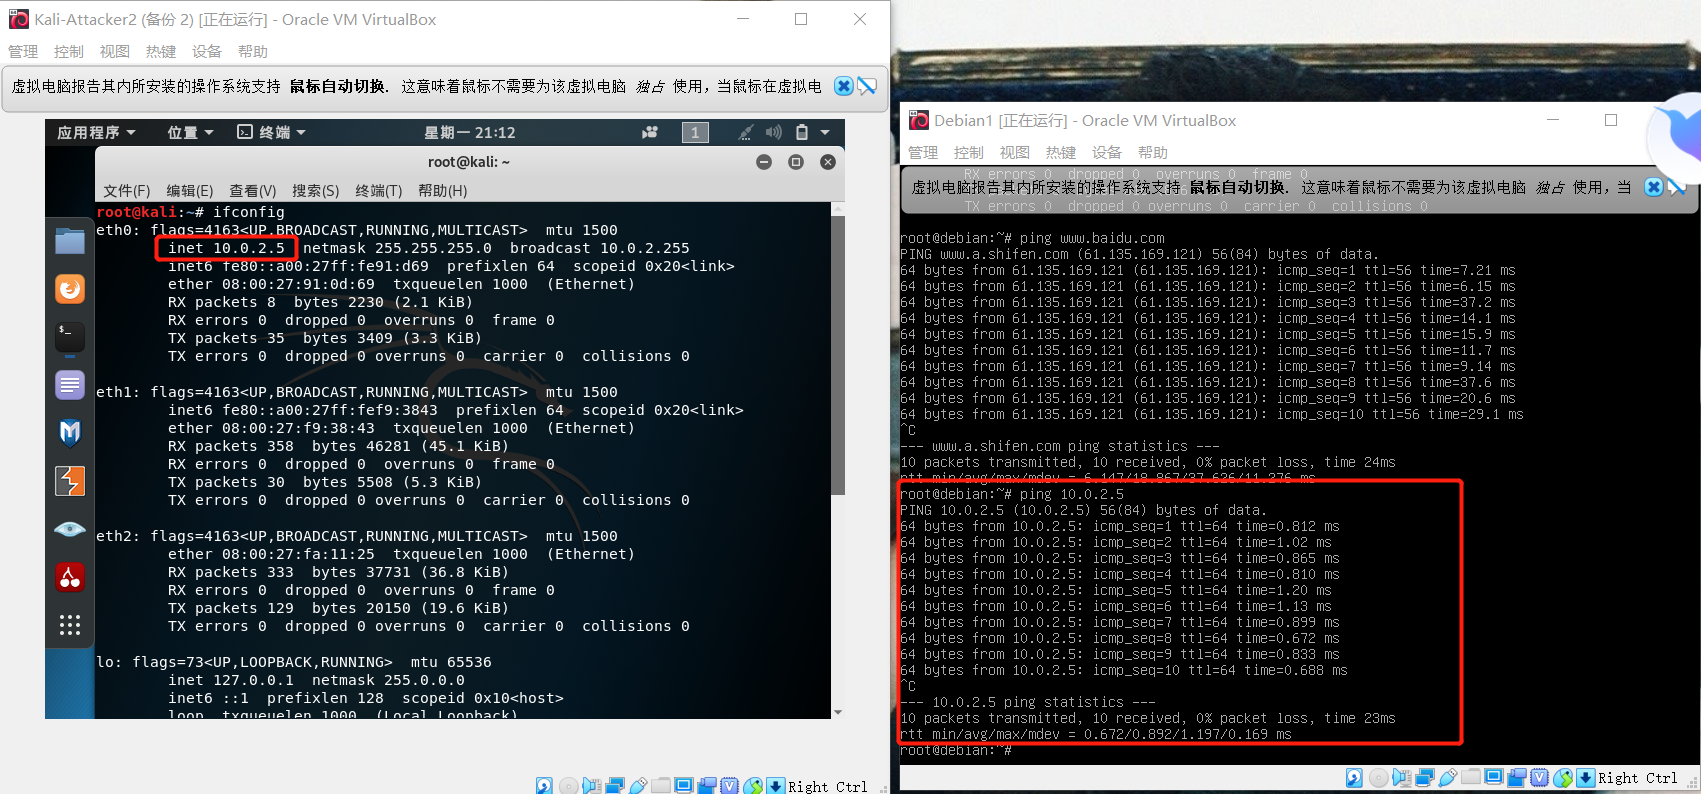 Kali-Attacker2 (备份 2) [正在运行] - Oracle VM VirtualBox
管理 控制 视图 热键 设备 帮助
虚拟电脑报告其内所安装的操作系统支持 鼠标自动切换. 这意味着鼠标不需要为该虚拟电脑 独占 使用，当鼠标在虚拟电
应用程序 位置 终端 星期一 21:12 1
root@kali: ~
文件(F) 编辑(E) 查看(V) 搜索(S) 终端(T) 帮助(H)
root@kali:~# ifconfig
eth0: flags=4163<UP,BROADCAST,RUNNING,MULTICAST> mtu 1500
inet 10.0.2.5 netmask 255.255.255.0 broadcast 10.0.2.255
inet6 fe80::a00:27ff:fe91:d69 prefixlen 64 scopeid 0x20<link>
ether 08:00:27:91:0d:69 txqueuelen 1000 (Ethernet)
RX packets 8 bytes 2230 (2.1 KiB)
RX errors 0 dropped 0 overruns 0 frame 0
TX packets 35 bytes 3409 (3.3 KiB)
TX errors 0 dropped 0 overruns 0 carrier 0 collisions 0
eth1: flags=4163<UP,BROADCAST,RUNNING,MULTICAST> mtu 1500
inet6 fe80::a00:27ff:fef9:3843 prefixlen 64 scopeid 0x20<link>
ether 08:00:27:f9:38:43 txqueuelen 1000 (Ethernet)
RX packets 358 bytes 46281 (45.1 KiB)
RX errors 0 dropped 0 overruns 0 frame 0
TX packets 30 bytes 5508 (5.3 KiB)
TX errors 0 dropped 0 overruns 0 carrier 0 collisions 0
eth2: flags=4163<UP,BROADCAST,RUNNING,MULTICAST> mtu 1500
ether 08:00:27:fa:11:25 txqueuelen 1000 (Ethernet)
RX packets 333 bytes 37731 (36.8 KiB)
RX errors 0 dropped 0 overruns 0 frame 0
TX packets 129 bytes 20150 (19.6 KiB)
TX errors 0 dropped 0 overruns 0 carrier 0 collisions 0
lo: flags=73<UP,LOOPBACK,RUNNING> mtu 65536
inet 127.0.0.1 netmask 255.0.0.0
inet6 ::1 prefixlen 128 scopeid 0x10<host>
loop txqueuelen 1000 (Local Loopback)
Right Ctrl
Debian1 [正在运行] - Oracle VM VirtualBox
管理 控制 视图 热键 设备 帮助
RX errors 0 dropped 0 overruns 0 frame 0
虚拟电脑报告其内所安装的操作系统支持 鼠标自动切换. 这意味着鼠标不需要为该虚拟电脑 独占 使用，当
TX errors 0 dropped 0 overruns 0 carrier 0 collisions 0
root@debian:~# ping www.baidu.com
PING www.a.shifen.com (61.135.169.121) 56(84) bytes of data.
64 bytes from 61.135.169.121 (61.135.169.121): icmp_seq=1 ttl=56 time=7.21 ms
64 bytes from 61.135.169.121 (61.135.169.121): icmp_seq=2 ttl=56 time=6.15 ms
64 bytes from 61.135.169.121 (61.135.169.121): icmp_seq=3 ttl=56 time=37.2 ms
64 bytes from 61.135.169.121 (61.135.169.121): icmp_seq=4 ttl=56 time=14.1 ms
64 bytes from 61.135.169.121 (61.135.169.121): icmp_seq=5 ttl=56 time=15.9 ms
64 bytes from 61.135.169.121 (61.135.169.121): icmp_seq=6 ttl=56 time=11.7 ms
64 bytes from 61.135.169.121 (61.135.169.121): icmp_seq=7 ttl=56 time=9.14 ms
64 bytes from 61.135.169.121 (61.135.169.121): icmp_seq=8 ttl=56 time=37.6 ms
64 bytes from 61.135.169.121 (61.135.169.121): icmp_seq=9 ttl=56 time=20.6 ms
64 bytes from 61.135.169.121 (61.135.169.121): icmp_seq=10 ttl=56 time=29.1 ms
^C
--- www.a.shifen.com ping statistics ---
10 packets transmitted, 10 received, 0% packet loss, time 24ms
rtt min/avg/max/mdev = 6.147/18.867/37.626/11.276 ms
root@debian:~# ping 10.0.2.5
PING 10.0.2.5 (10.0.2.5) 56(84) bytes of data.
64 bytes from 10.0.2.5: icmp_seq=1 ttl=64 time=0.812 ms
64 bytes from 10.0.2.5: icmp_seq=2 ttl=64 time=1.02 ms
64 bytes from 10.0.2.5: icmp_seq=3 ttl=64 time=0.865 ms
64 bytes from 10.0.2.5: icmp_seq=4 ttl=64 time=0.810 ms
64 bytes from 10.0.2.5: icmp_seq=5 ttl=64 time=1.20 ms
64 bytes from 10.0.2.5: icmp_seq=6 ttl=64 time=1.13 ms
64 bytes from 10.0.2.5: icmp_seq=7 ttl=64 time=0.899 ms
64 bytes from 10.0.2.5: icmp_seq=8 ttl=64 time=0.672 ms
64 bytes from 10.0.2.5: icmp_seq=9 ttl=64 time=0.833 ms
64 bytes from 10.0.2.5: icmp_seq=10 ttl=64 time=0.688 ms
^C
--- 10.0.2.5 ping statistics ---
10 packets transmitted, 10 received, 0% packet loss, time 23ms
rtt min/avg/max/mdev = 0.672/0.892/1.197/0.169 ms
root@debian:~#
Right Ctrl